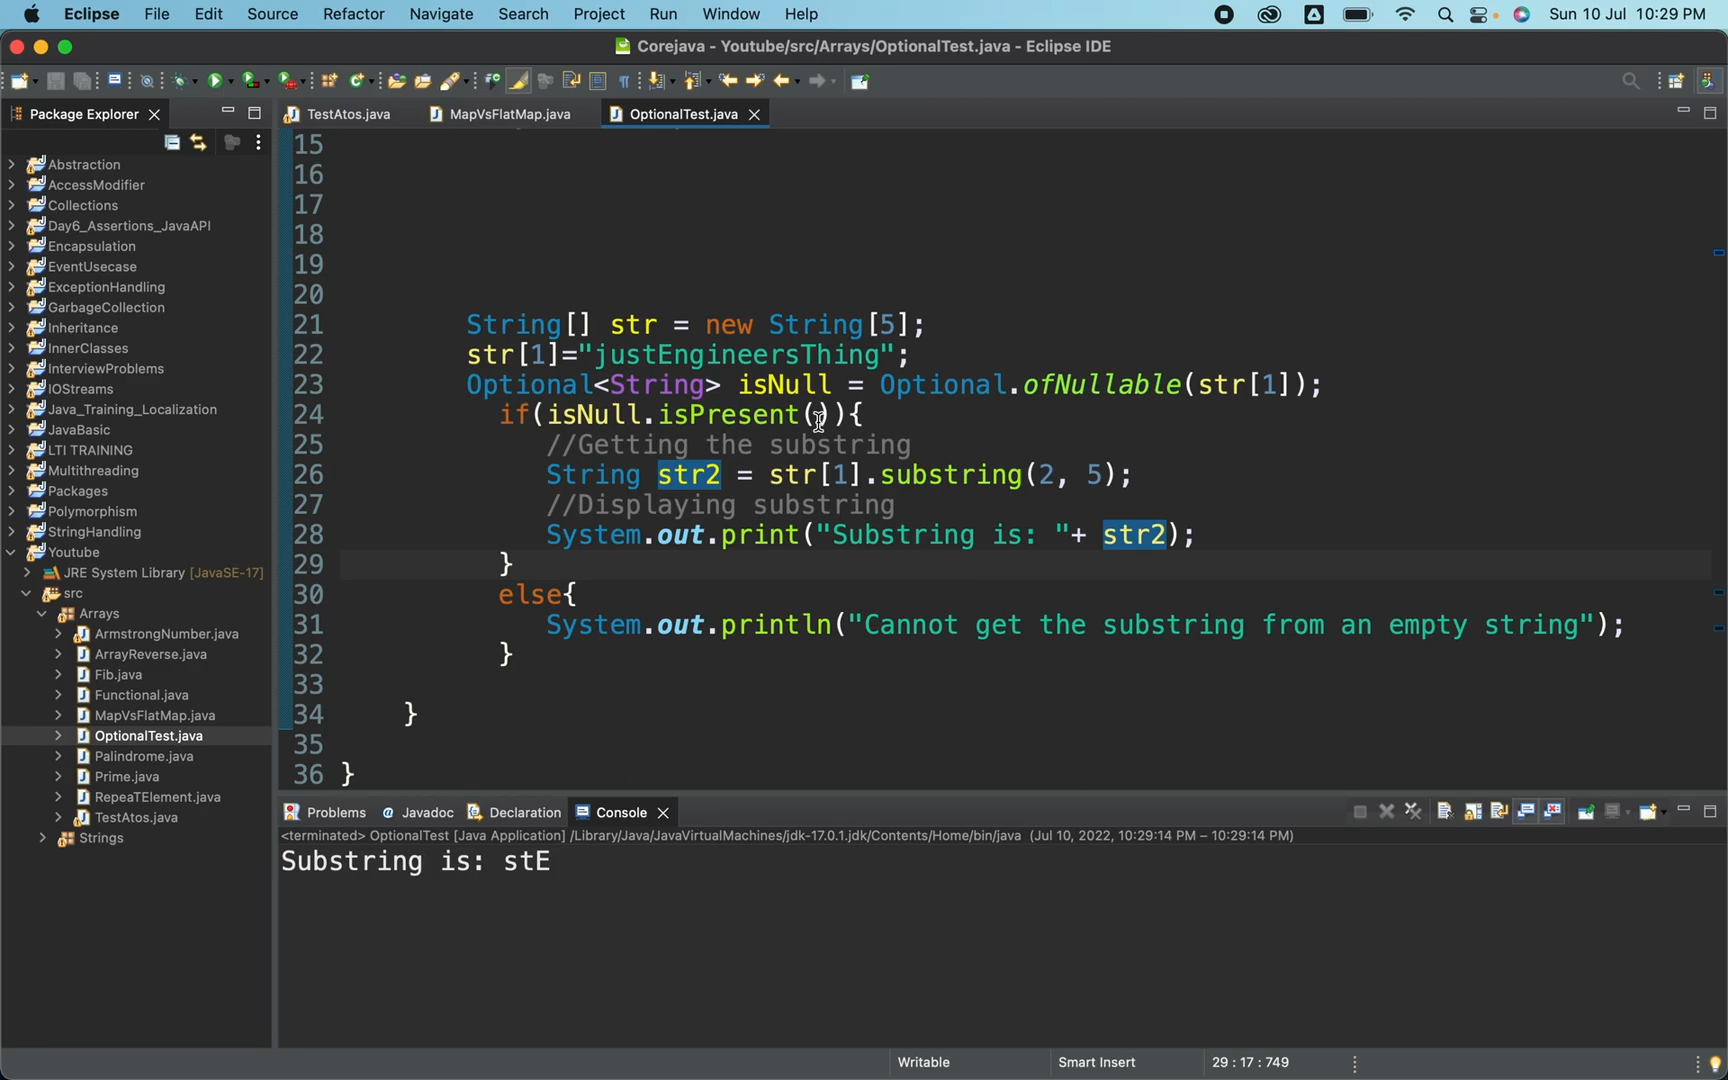 Eclipse File Edit Source Refactor Navigate Search Project Run Window Help Sun 10 Jul 10:29 PM
Corejava - Youtube/src/Arrays/OptionalTest.java - Eclipse IDE
Package Explorer
TestAtos.java MapVsFlatMap.java OptionalTest.java
Abstraction
AccessModifier
Collections
Day6_Assertions_JavaAPI
Encapsulation
EventUsecase
ExceptionHandling
GarbageCollection
Inheritance
InnerClasses
InterviewProblems
IOStreams
Java_Training_Localization
JavaBasic
LTI TRAINING
Multithreading
Packages
Polymorphism
StringHandling
Youtube
JRE System Library [JavaSE-17]
src
Arrays
ArmstrongNumber.java
ArrayReverse.java
Fib.java
Functional.java
MapVsFlatMap.java
OptionalTest.java
Palindrome.java
Prime.java
RepeaTElement.java
TestAtos.java
Strings
15
16
17
18
19
20
21 String[] str = new String[5];
22 str[1]="justEngineersThing";
23 Optional<String> isNull = Optional.ofNullable(str[1]);
24 if(isNull.isPresent()){
25 //Getting the substring
26 String str2 = str[1].substring(2, 5);
27 //Displaying substring
28 System.out.print("Substring is: "+ str2);
29 }
30 else{
31 System.out.println("Cannot get the substring from an empty string");
32 }
33
34 }
35
36 }
Problems @ Javadoc Declaration Console
<terminated> OptionalTest [Java Application] /Library/Java/JavaVirtualMachines/jdk-17.0.1.jdk/Contents/Home/bin/java (Jul 10, 2022, 10:29:14 PM – 10:29:14 PM)
Substring is: stE
Writable Smart Insert 29 : 17 : 749